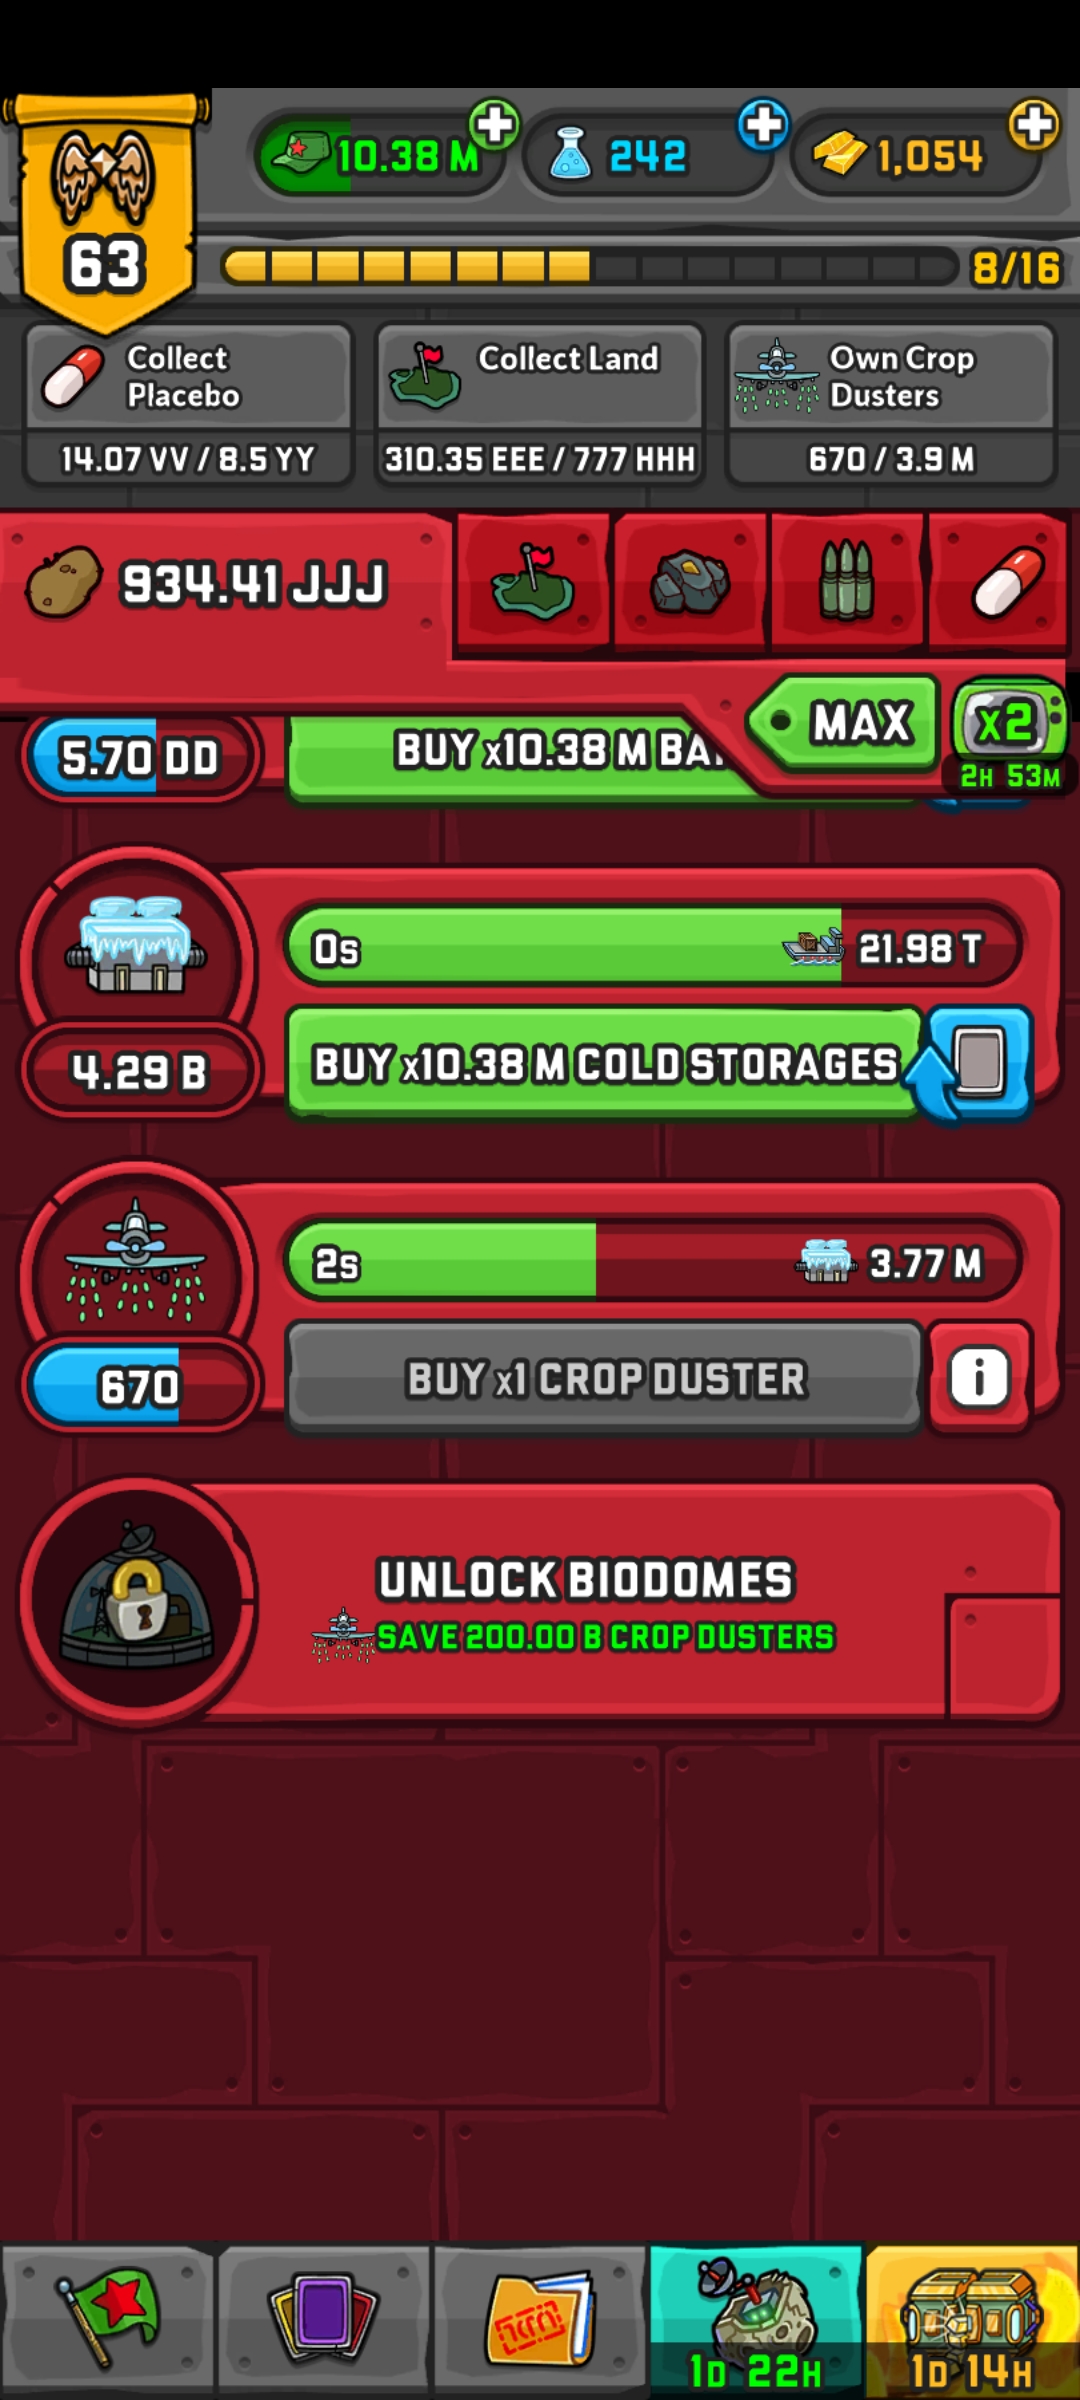 10.38 M
242
1,054
63
8/16
Collect
Placebo
14.07 VV / 8.5 YY
Collect Land
310.35 EEE / 777 HHH
Own Crop
Dusters
670 / 3.9 M
934.41 JJJ
MAX
x2
2H 53M
5.70 DD
BUY x10.38 M BA
0s
21.98 T
4.29 B
BUY x10.38 M COLD STORAGES
2s
3.77 M
670
BUY x1 CROP DUSTER
i
UNLOCK BIODOMES
SAVE 200.00 B CROP DUSTERS
1D 22H
1D 14H